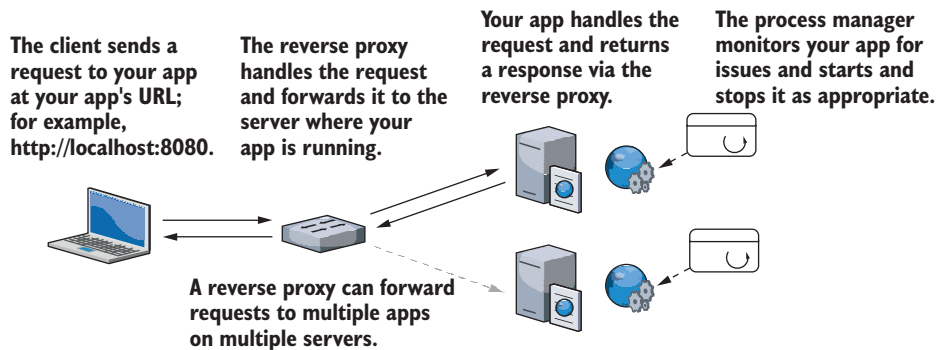 The client sends a
request to your app
at your app's URL;
for example,
http://localhost:8080.
The reverse proxy
handles the request
and forwards it to the
server where your
app is running.
Your app handles the
request and returns
a response via the
reverse proxy.
The process manager
monitors your app for
issues and starts and
stops it as appropriate.
A reverse proxy can forward
requests to multiple apps
on multiple servers.